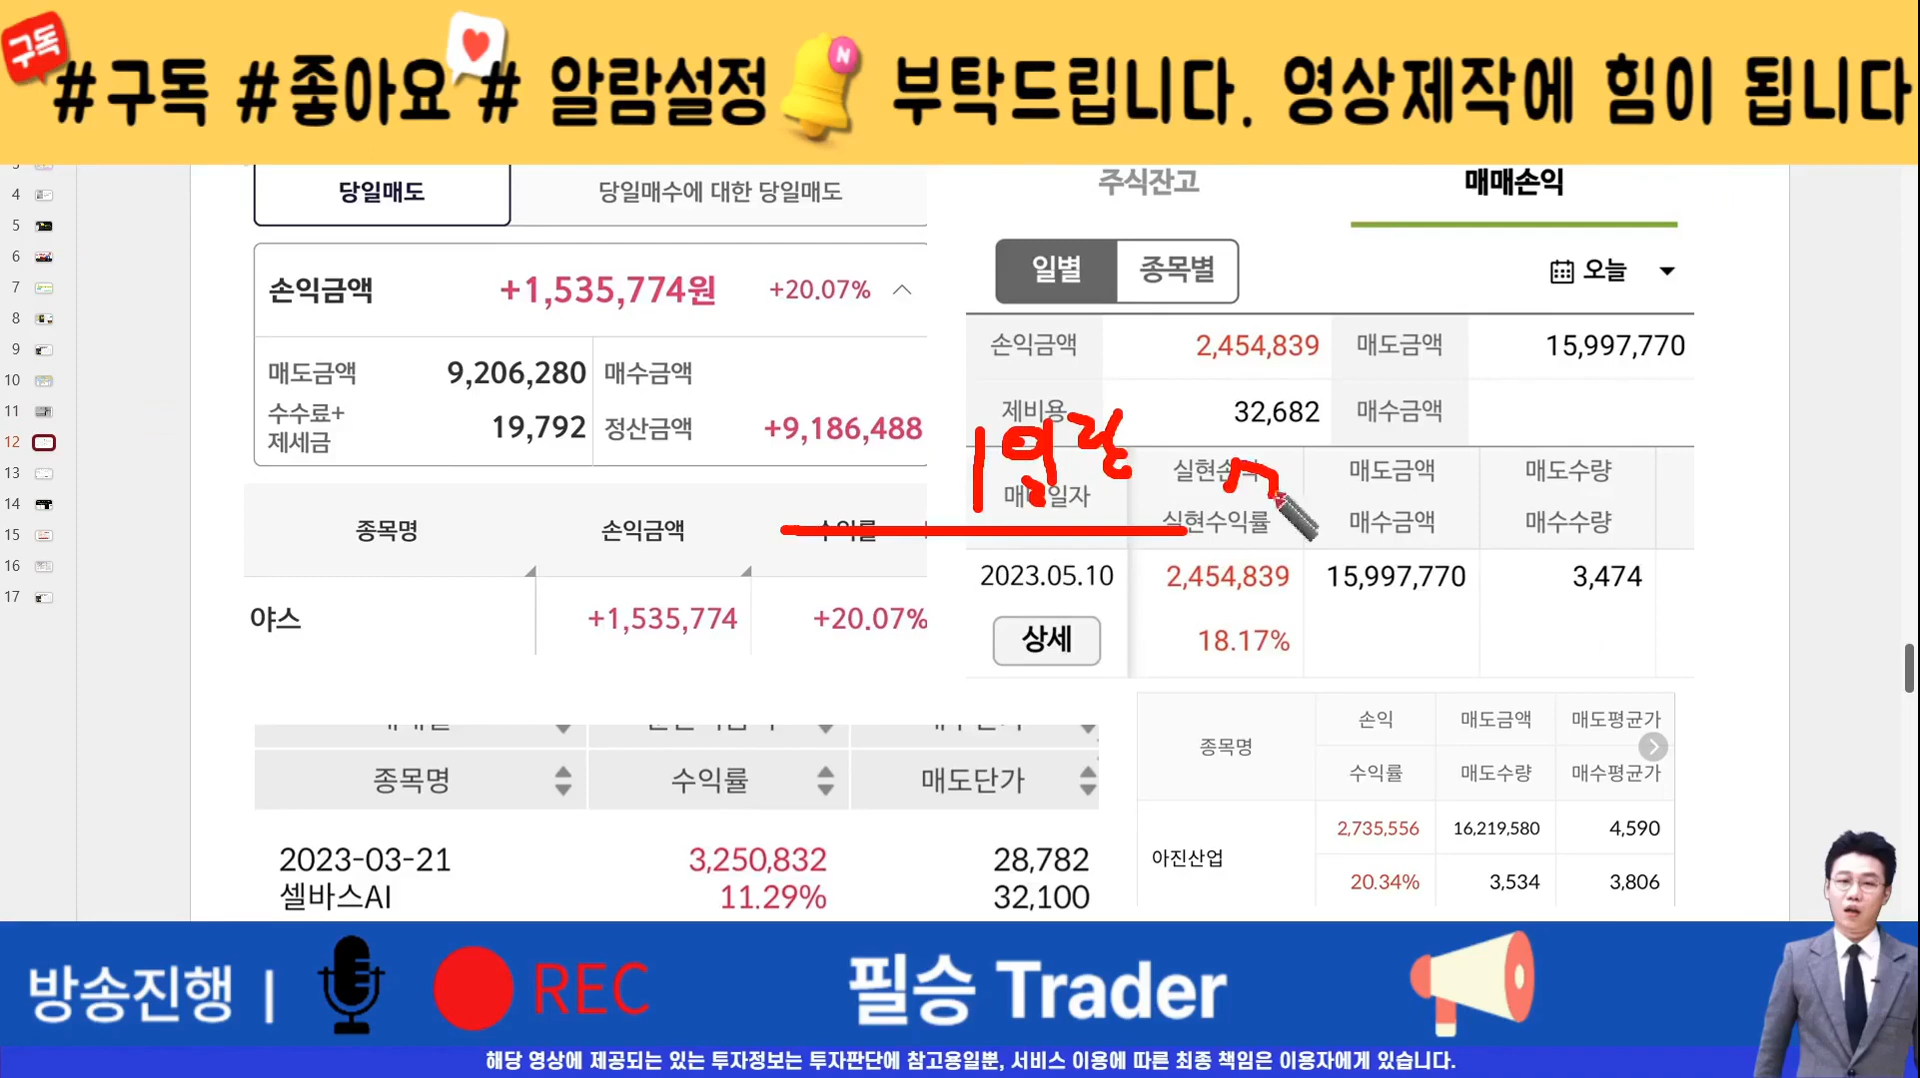 구독
#구독 #좋아요 # 알람설정 N 부탁드립니다. 영상제작에 힘이 됩니다
4
5
6
7
8
9
10
11
12
13
14
15
16
17
당일매도 당일매수에 대한 당일매도
손익금액 +1,535,774원 +20.07%
매도금액 9,206,280 매수금액
수수료+
제세금 19,792 정산금액 +9,186,488
종목명 손익금액 수익률
야스 +1,535,774 +20.07%
주식잔고 매매손익
일별 종목별 오늘
손익금액 2,454,839 매도금액 15,997,770
제비용 32,682 매수금액
매매일자 실현손익 매도금액 매도수량
실현수익률 매수금액 매수수량
2023.05.10 2,454,839 15,997,770 3,474
상세 18.17%
종목명 수익률 매도단가
2023-03-21 3,250,832 28,782
셀바스AI 11.29% 32,100
종목명 손익 매도금액 매도평균가
수익률 매도수량 매수평균가
아진산업 2,735,556 16,219,580 4,590
20.34% 3,534 3,806
방송진행 | REC 필승 Trader
해당 영상에 제공되는 있는 투자정보는 투자판단에 참고용일뿐, 서비스 이용에 따른 최종 책임은 이용자에게 있습니다.